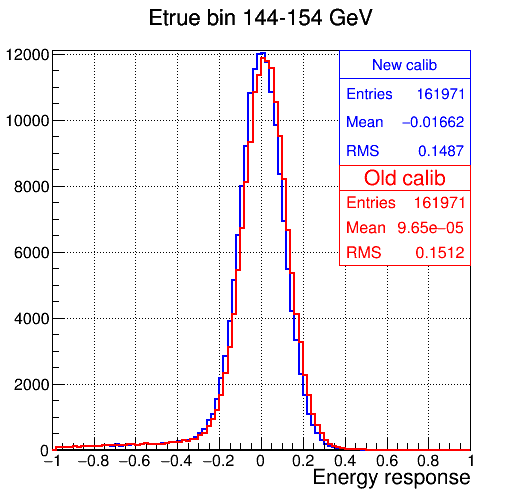 Etrue bin 144-154 GeV
New calib
Entries 161971
Mean −0.01662
RMS 0.1487
Old calib
Entries 161971
Mean 9.65e−05
RMS 0.1512
12000
10000
8000
6000
4000
2000
0
−1 −0.8 −0.6 −0.4 −0.2 0 0.2 0.4 0.6 0.8 1
Energy response